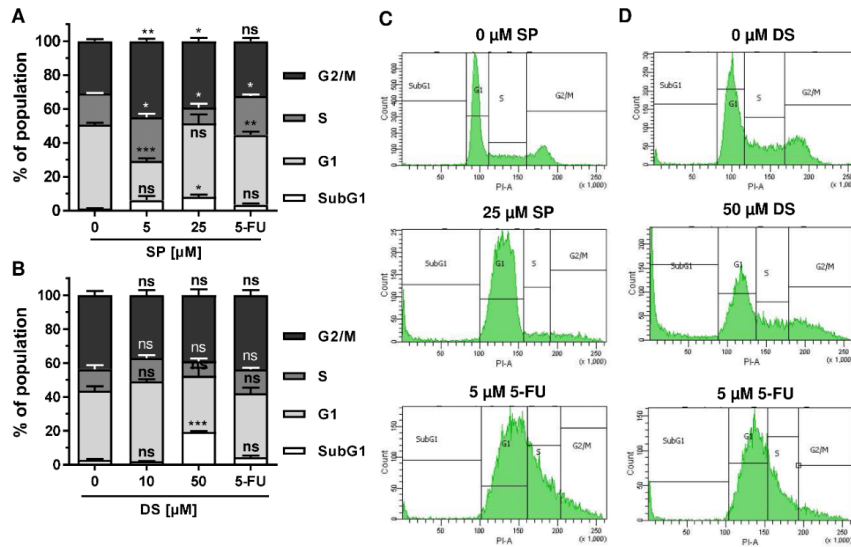 A
% of population
100
80
60
40
20
0
** * ns
* * *
*** ns **
ns * ns
G2/M
S
G1
SubG1
0 5 25 5-FU
SP [µM]
B
% of population
100
80
60
40
20
0
ns ns ns
ns ns ns
ns ns ns
ns *** ns
G2/M
S
G1
SubG1
0 10 50 5-FU
DS [µM]
C
0 µM SP
SubG1
G1
S
G2/M
Count
0 50 100 150 200 250
PI-A (x 1,000)
25 µM SP
SubG1
G1
S
G2/M
Count
0 50 100 150 200 250
PI-A (x 1,000)
5 µM 5-FU
SubG1
G1
S
G2/M
Count
0 50 100 150 200 250
PI-A (x 1,000)
D
0 µM DS
SubG1
G1
S
G2/M
Count
0 50 100 150 200 250
PI-A (x 1,000)
50 µM DS
SubG1
G1
S
G2/M
Count
0 50 100 150 200 250
PI-A (x 1,000)
5 µM 5-FU
SubG1
G1
S
G2/M
Count
0 50 100 150 200 250
PI-A (x 1,000)